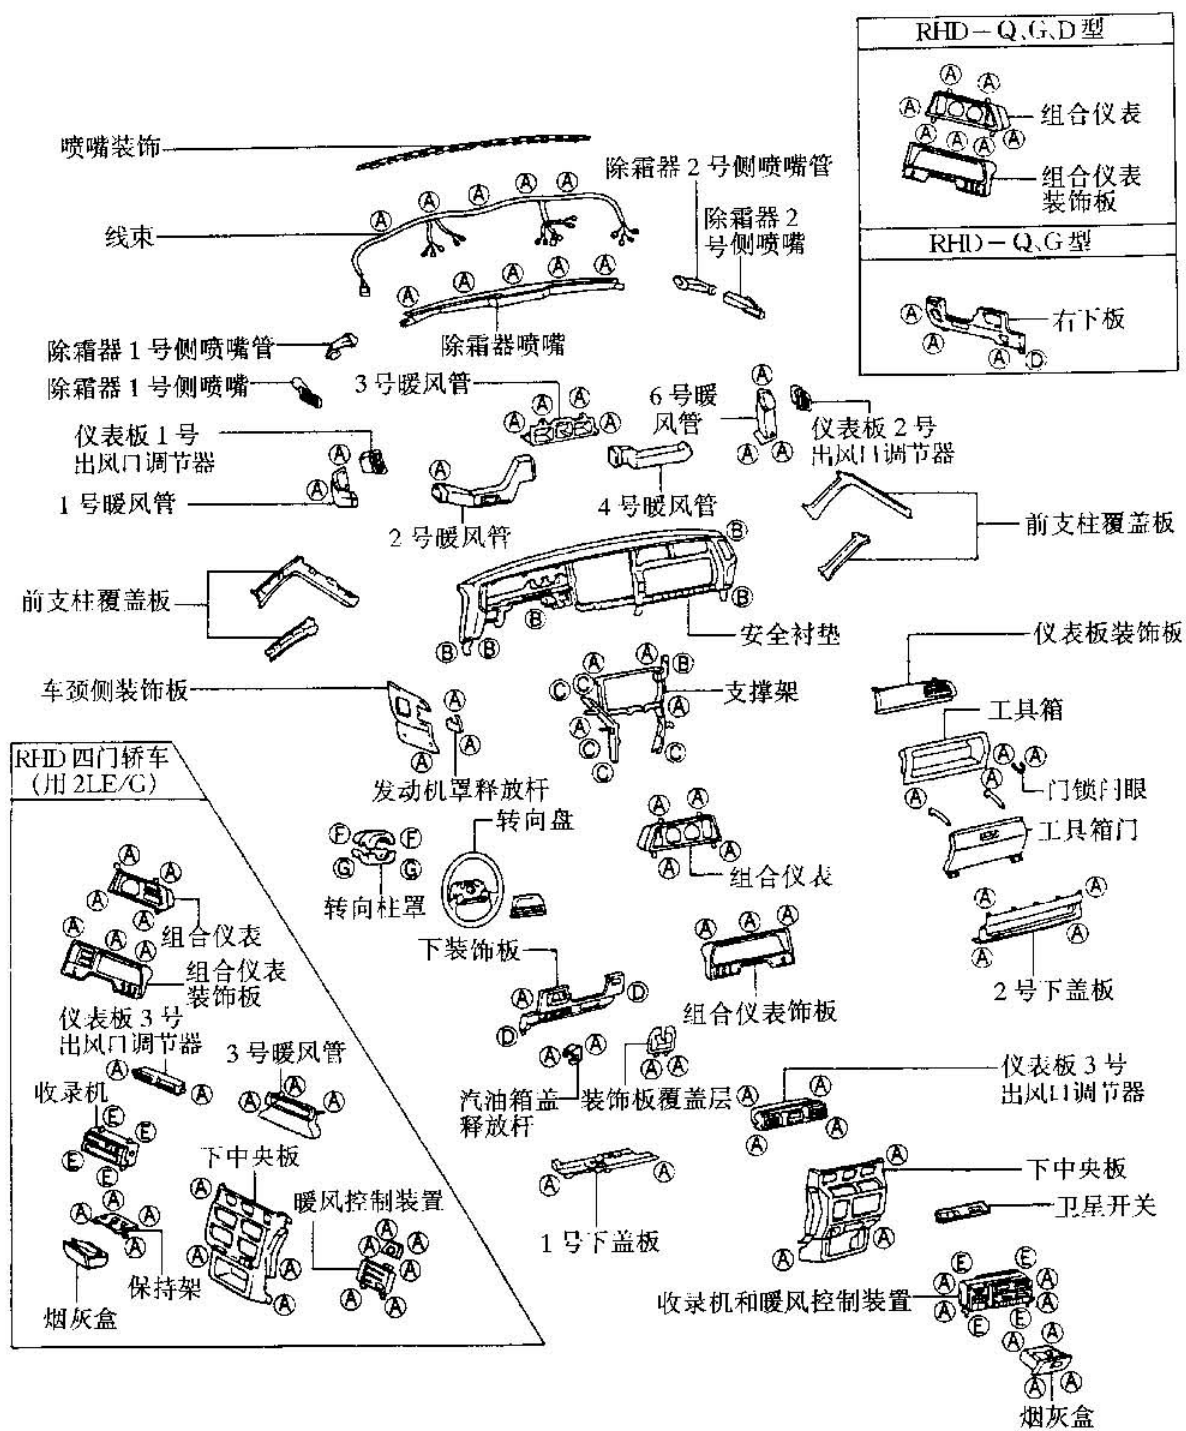 RHD－Q、G、D型
Ⓐ
Ⓐ
Ⓐ
组合仪表
Ⓐ
Ⓐ
Ⓐ
Ⓐ
组合仪表
装饰板
RHD－Q、G型
Ⓐ
右下板
Ⓐ
Ⓐ
Ⓓ
喷嘴装饰
除霜器2号侧喷嘴管
Ⓐ
Ⓐ
Ⓐ
Ⓐ
Ⓐ
线束
除霜器2
号侧喷嘴
Ⓐ
Ⓐ
Ⓐ
Ⓐ
Ⓐ
除霜器喷嘴
除霜器1号侧喷嘴管
除霜器1号侧喷嘴
3号暖风管
Ⓐ
Ⓐ
Ⓐ
Ⓐ
6号暖
风管
Ⓐ
Ⓐ
Ⓐ
仪表板2号
出风口调节器
仪表板1号
出风口调节器
Ⓐ
Ⓐ
1号暖风管
Ⓐ
2号暖风管
4号暖风管
前支柱覆盖板
前支柱覆盖板
Ⓑ
Ⓑ
Ⓑ
Ⓑ
Ⓑ
安全衬垫
仪表板装饰板
车颈侧装饰板
Ⓐ
Ⓐ
Ⓐ
发动机罩释放杆
Ⓐ
Ⓐ
Ⓑ
Ⓒ
Ⓒ
支撑架
Ⓐ
Ⓐ
Ⓒ
Ⓒ
Ⓒ
工具箱
Ⓐ
Ⓐ
Ⓐ
门锁门眼
Ⓐ
工具箱门
RHD四门轿车
（用2LE/G）
转向盘
Ⓕ
Ⓕ
Ⓖ
Ⓖ
转向柱罩
Ⓐ
Ⓐ
Ⓐ
Ⓐ
组合仪表
Ⓐ
Ⓐ
Ⓐ
2号下盖板
Ⓐ
Ⓐ
Ⓐ
Ⓐ
组合仪表
Ⓐ
Ⓐ
Ⓐ
组合仪表
装饰板
下装饰板
Ⓐ
Ⓓ
Ⓓ
Ⓐ
Ⓐ
Ⓐ
组合仪表饰板
仪表板3号
出风口调节器
Ⓐ
Ⓐ
3号暖风管
Ⓐ
Ⓐ
Ⓐ
Ⓐ
Ⓐ
汽油箱盖
释放杆
装饰板覆盖层
Ⓐ
Ⓐ
仪表板3号
出风口调节器
Ⓐ
Ⓐ
Ⓐ
Ⓐ
收录机
Ⓔ
Ⓔ
Ⓔ
Ⓔ
下中央板
Ⓐ
Ⓐ
Ⓐ
Ⓐ
暖风控制装置
Ⓐ
Ⓐ
Ⓐ
Ⓐ
Ⓐ
Ⓐ
Ⓐ
Ⓐ
Ⓐ
Ⓐ
保持架
烟灰盒
Ⓐ
Ⓐ
1号下盖板
Ⓐ
Ⓐ
Ⓐ
下中央板
卫星开关
收录机和暖风控制装置
Ⓔ
Ⓐ
Ⓐ
Ⓔ
Ⓐ
Ⓐ
Ⓔ
Ⓔ
Ⓐ
Ⓐ
Ⓐ
Ⓐ
烟灰盒